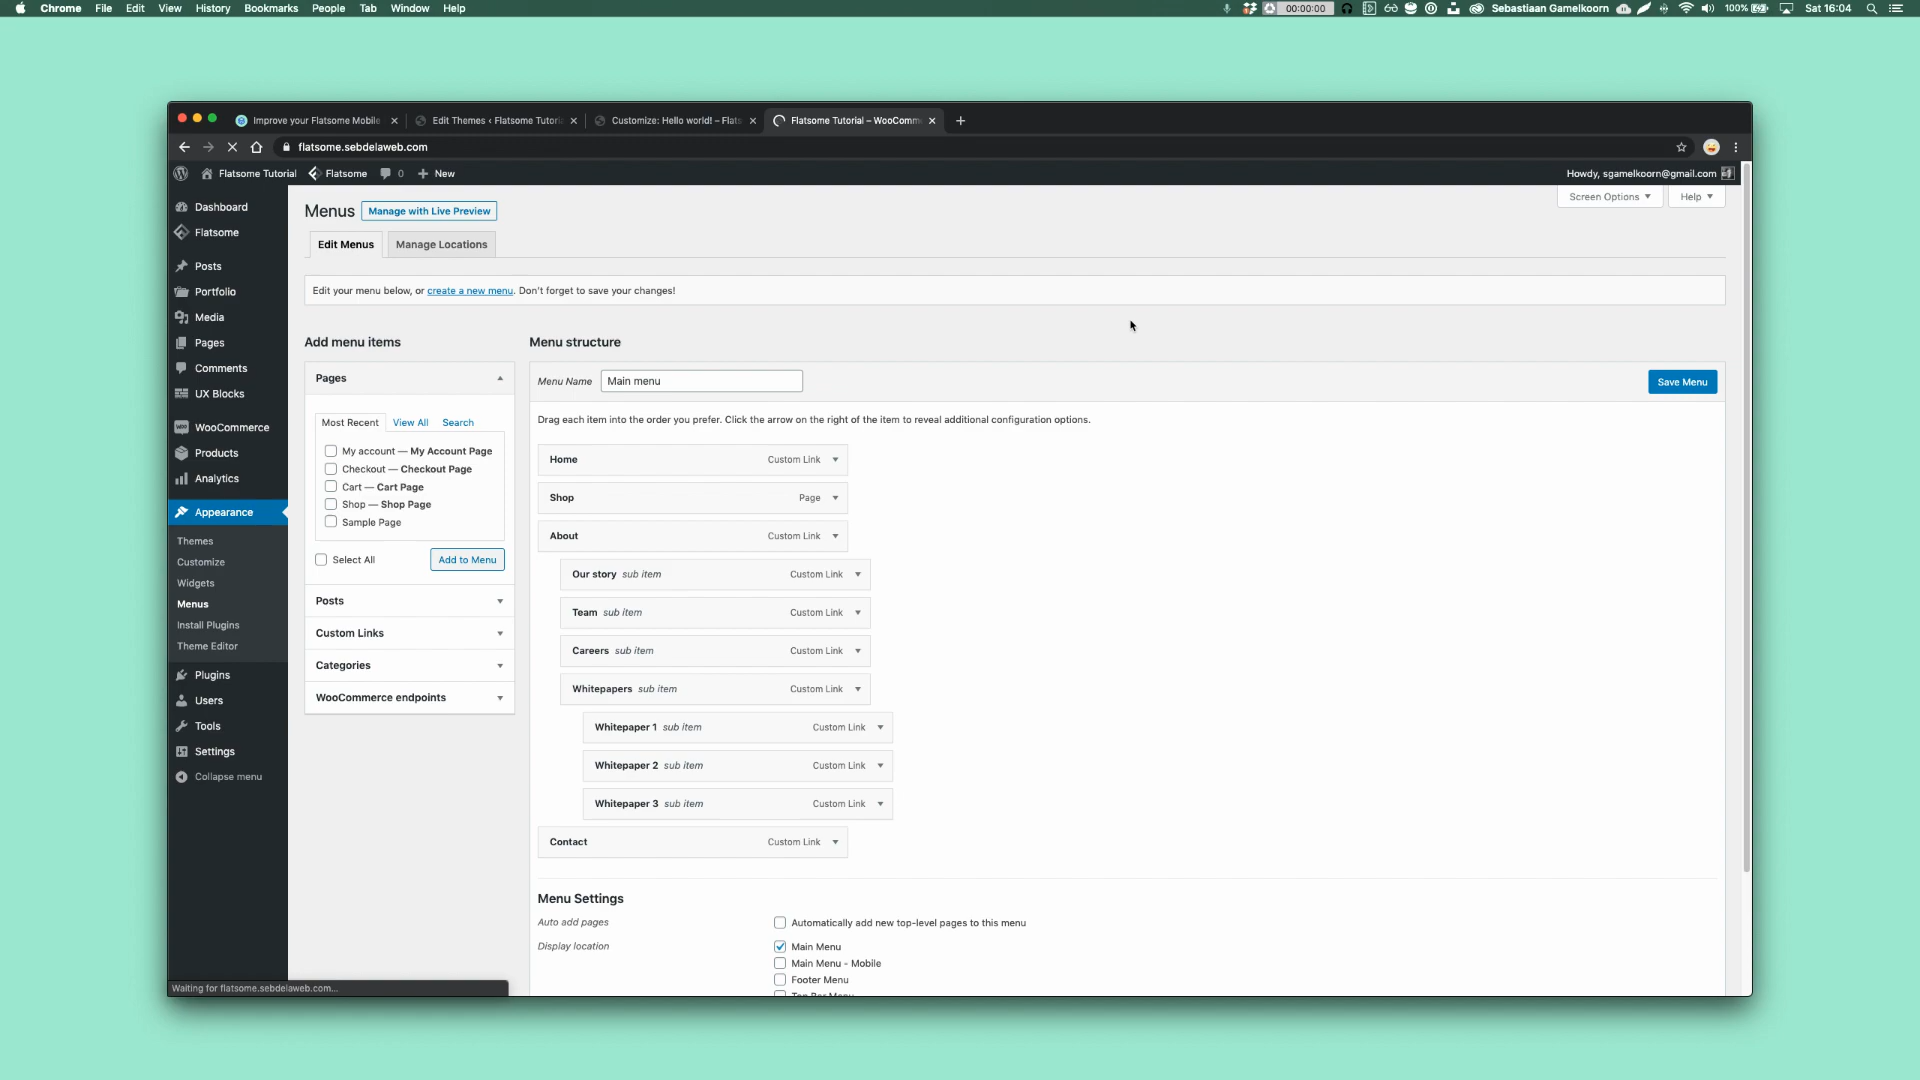 Chrome File Edit View History Bookmarks People Tab Window Help
00:00:00 Sebastiaan Gamelkoorn 100% Sat 16:04
Improve your Flatsome Mobile
Edit Themes ‹ Flatsome Tutoria
Customize: Hello world! – Flats
Flatsome Tutorial – WooComm
flatsome.sebdelaweb.com
Flatsome Tutorial Flatsome 0 + New
Howdy, sgamelkoorn@gmail.com
Screen Options
Help
Dashboard
Flatsome
Posts
Portfolio
Media
Pages
Comments
UX Blocks
WooCommerce
Products
Analytics
Appearance
Themes
Customize
Widgets
Menus
Install Plugins
Theme Editor
Plugins
Users
Tools
Settings
Collapse menu
Menus Manage with Live Preview
Edit Menus Manage Locations
Edit your menu below, or create a new menu. Don't forget to save your changes!
Add menu items
Pages
Most Recent View All Search
My account — My Account Page
Checkout — Checkout Page
Cart — Cart Page
Shop — Shop Page
Sample Page
Select All Add to Menu
Posts
Custom Links
Categories
WooCommerce endpoints
Menu structure
Menu Name Main menu Save Menu
Drag each item into the order you prefer. Click the arrow on the right of the item to reveal additional configuration options.
Home Custom Link
Shop Page
About Custom Link
Our story sub item Custom Link
Team sub item Custom Link
Careers sub item Custom Link
Whitepapers sub item Custom Link
Whitepaper 1 sub item Custom Link
Whitepaper 2 sub item Custom Link
Whitepaper 3 sub item Custom Link
Contact Custom Link
Menu Settings
Auto add pages Automatically add new top-level pages to this menu
Display location Main Menu
Main Menu - Mobile
Footer Menu
Top Bar Menu
Waiting for flatsome.sebdelaweb.com...